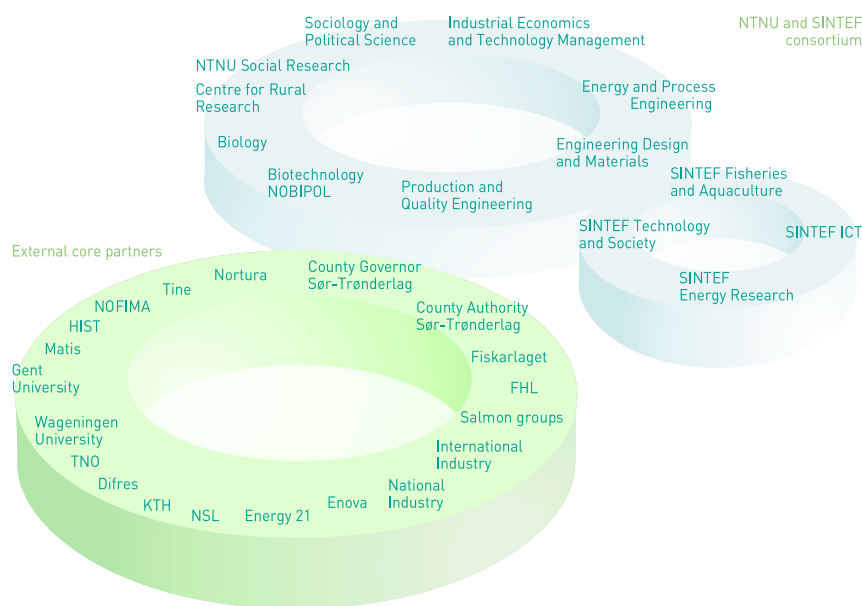 Sociology and
Political Science
Industrial Economics
and Technology Management
NTNU and SINTEF
consortium
NTNU Social Research
Centre for Rural
Research
Energy and Process
Engineering
Biology
Engineering Design
and Materials
Biotechnology
NOBIPOL
Production and
Quality Engineering
SINTEF Fisheries
and Aquaculture
SINTEF Technology
and Society
SINTEF ICT
SINTEF
Energy Research
External core partners
County Governor
Sør-Trønderlag
Nortura
Tine
NOFIMA
HIST
Matis
Gent
University
Wageningen
University
TNO
Difres
KTH
NSL
Energy 21
Enova
National
Industry
International
Industry
Salmon groups
FHL
Fiskarlaget
County Authority
Sør-Trønderlag